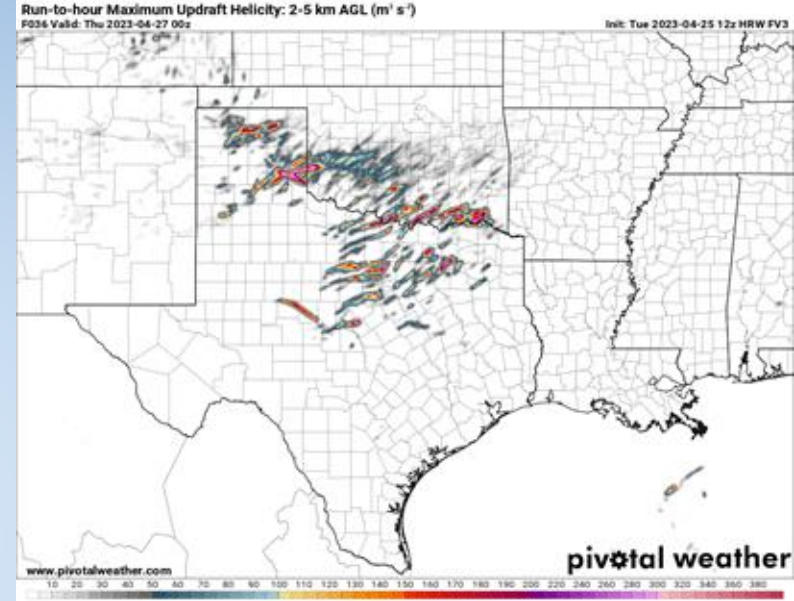 Run-to-hour Maximum Updraft Helicity: 2-5 km AGL (m² s²)
F036 Valid: Thu 2023-04-27 00z Init: Tue 2023-04-25 12z HRW FV3
www.pivotalweather.com
pivotal weather
10 20 30 40 50 60 70 80 90 100 110 120 130 140 150 160 170 180 190 200 220 240 260 280 300 320 340 360 380